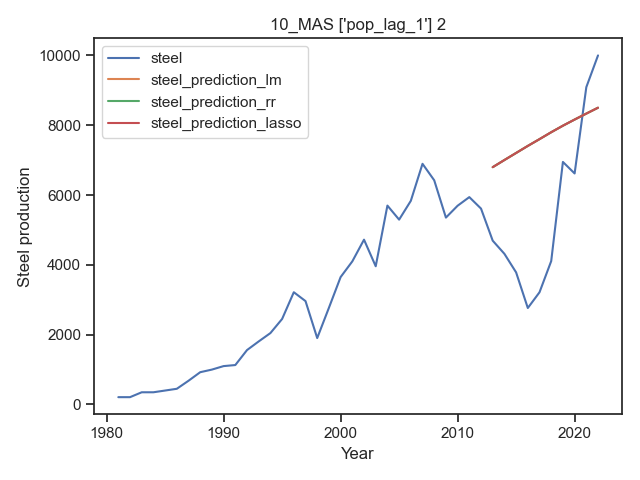 10_MAS ['pop_lag_1'] 2
steel
steel_prediction_lm
steel_prediction_rr
steel_prediction_lasso
10000
8000
6000
4000
2000
0
Steel production
1980
1990
2000
2010
2020
Year